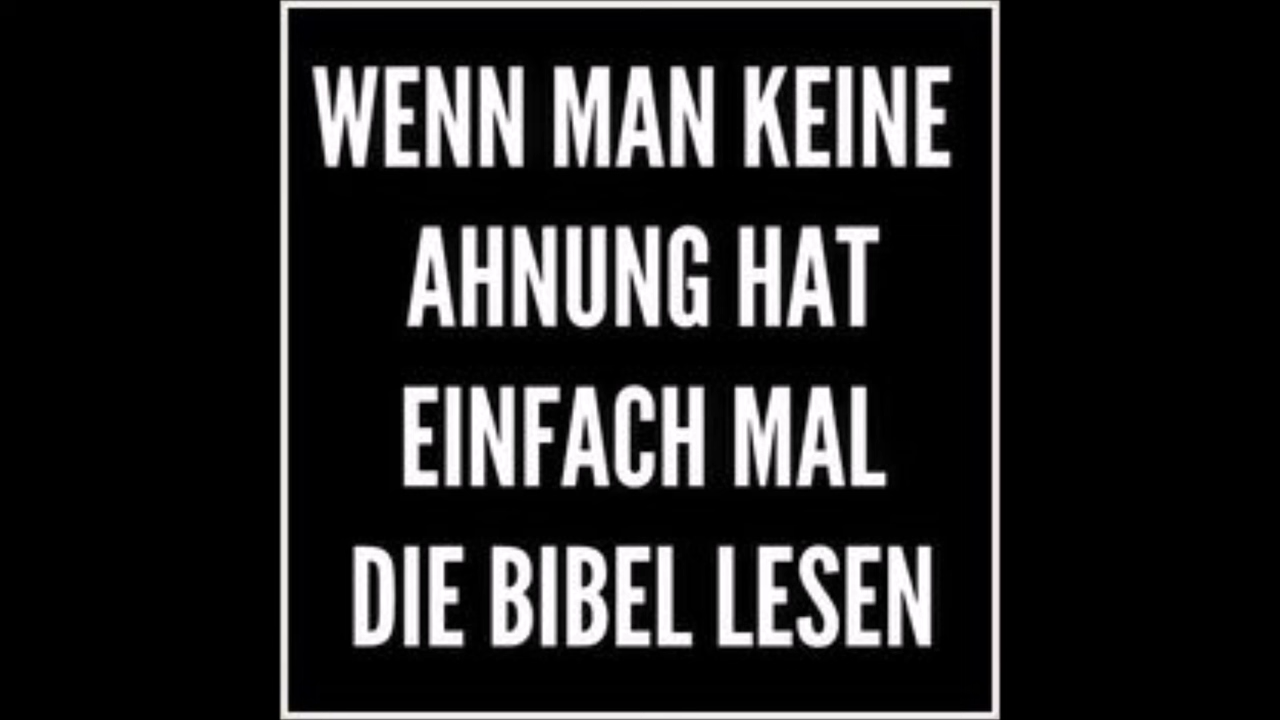 WENN MAN KEINE
AHNUNG HAT
EINFACH MAL
DIE BIBEL LESEN